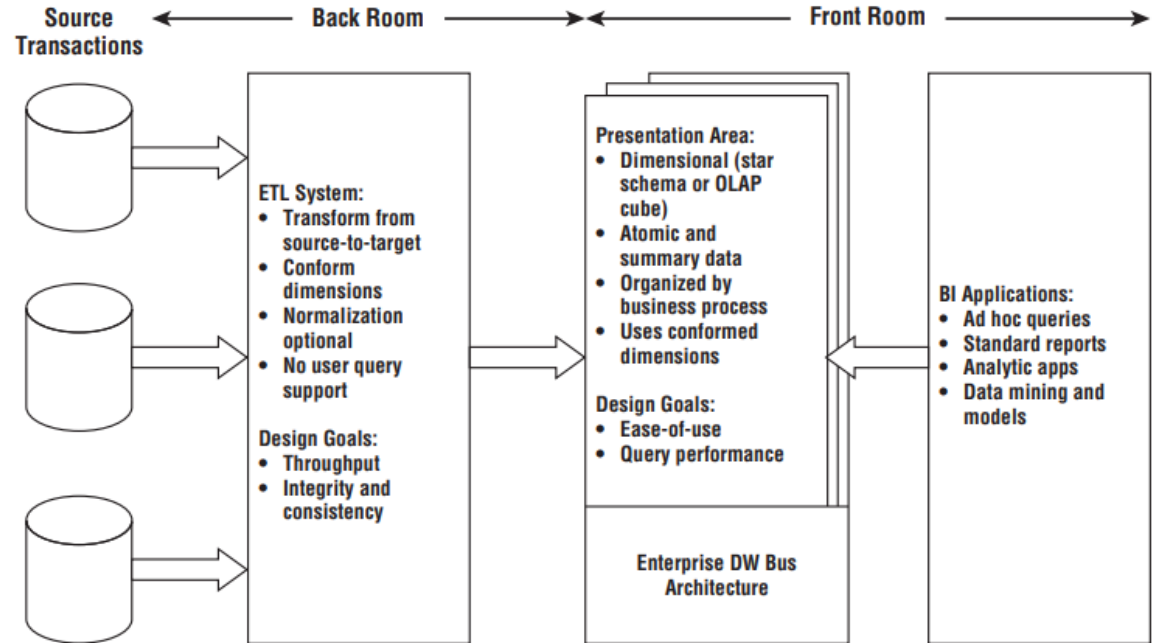 Source
Transactions
Back Room
Front Room
ETL System:
• Transform from
source-to-target
• Conform
dimensions
• Normalization
optional
• No user query
support
Design Goals:
• Throughput
• Integrity and
consistency
Presentation Area:
• Dimensional (star
schema or OLAP
cube)
• Atomic and
summary data
• Organized by
business process
• Uses conformed
dimensions
Design Goals:
• Ease-of-use
• Query performance
Enterprise DW Bus
Architecture
BI Applications:
• Ad hoc queries
• Standard reports
• Analytic apps
• Data mining and
models